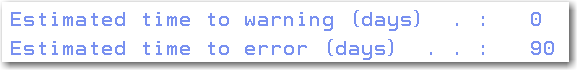 Estimated time to warning (days)  . :   0
Estimated time to error (days)  . . :   90